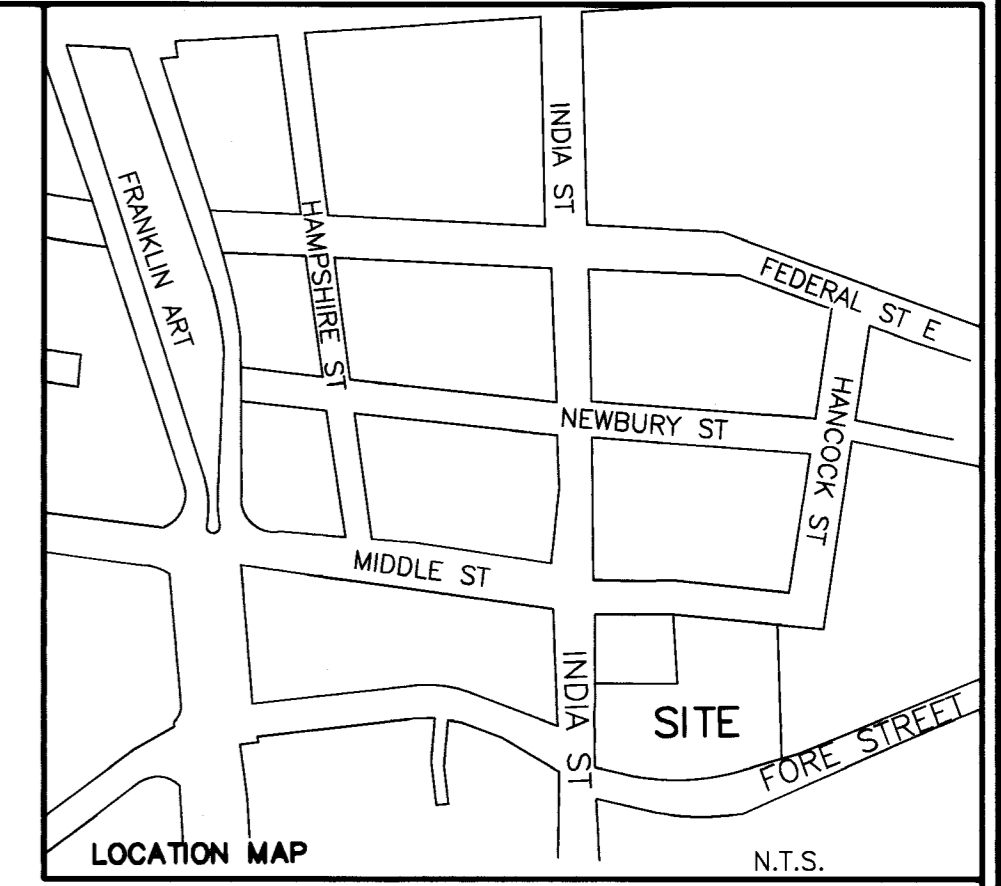 INDIA ST
FRANKLIN ART
HAMPSHIRE ST
FEDERAL ST E
HANCOCK ST
NEWBURY ST
MIDDLE ST
INDIA ST
SITE
FORE STREET
LOCATION MAP
N.T.S.